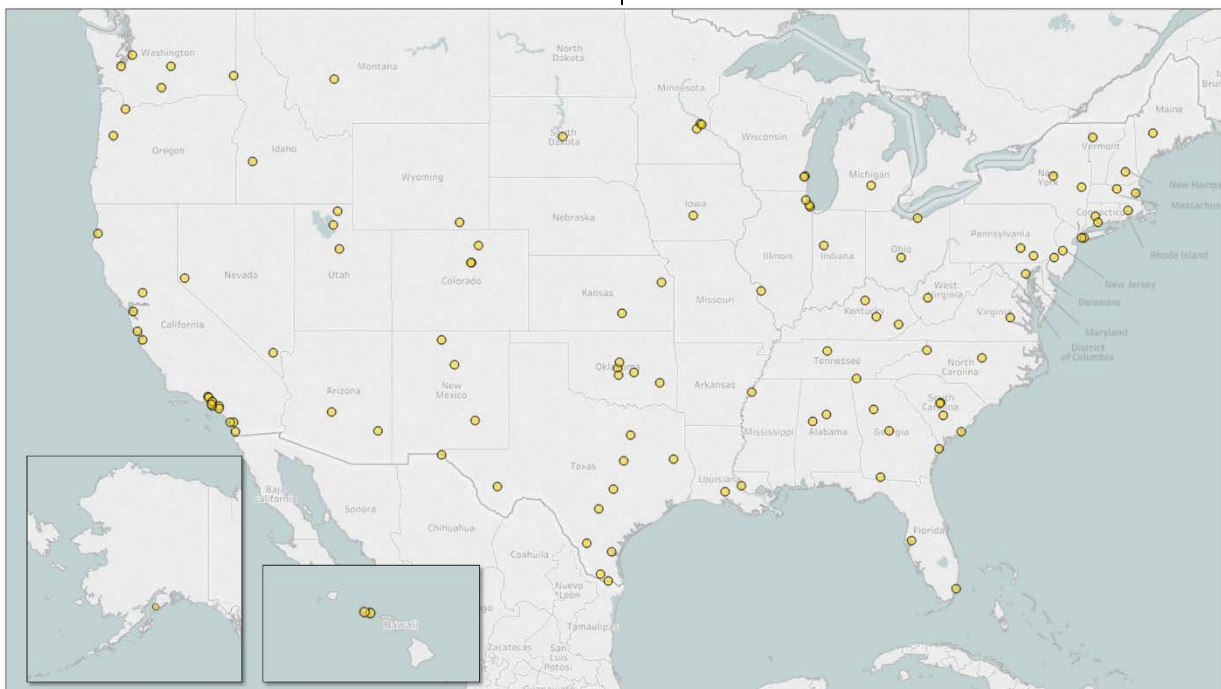 Washington
Montana
North
Dakota
Minnesota
Maine
South
Dakota
Wisconsin
Vermont
Oregon
Idaho
Michigan
New
York
Wyoming
New Hamps
Massachus
Iowa
Connecticut
Nebraska
Pennsylvania
Rhode Island
Nevada
Utah
Colorado
Illinois
Indiana
Ohio
New Jersey
West
Virginia
Delaware
Kansas
Missouri
Kentucky
Virginia
California
Maryland
District
of Columbia
Tennessee
North
Carolina
Arizona
New
Mexico
Oklahoma
Arkansas
South
Carolina
Mississippi
Alabama
Georgia
Texas
Louisiana
Baja
California
Sonora
Chihuahua
Florida
Coahuila
Nuevo
León
Hawaii
Tamaulipas
Zacatecas
San
Luis
Potosí